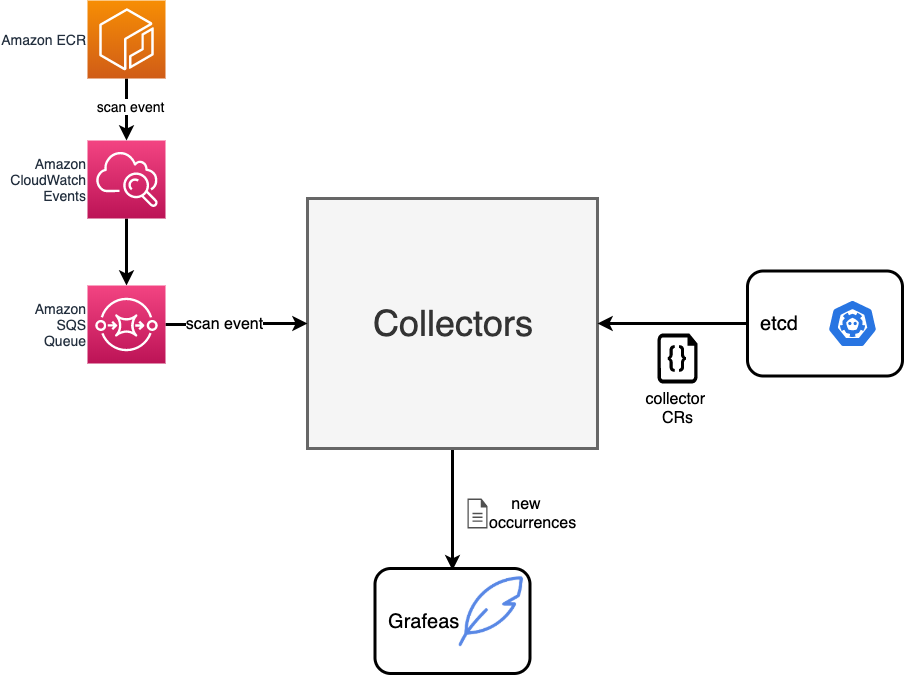 Amazon ECR
scan event
Amazon
CloudWatch
Events
Amazon
SQS
Queue
scan event
Collectors
etcd
{}
collector
CRs
new
occurrences
Grafeas